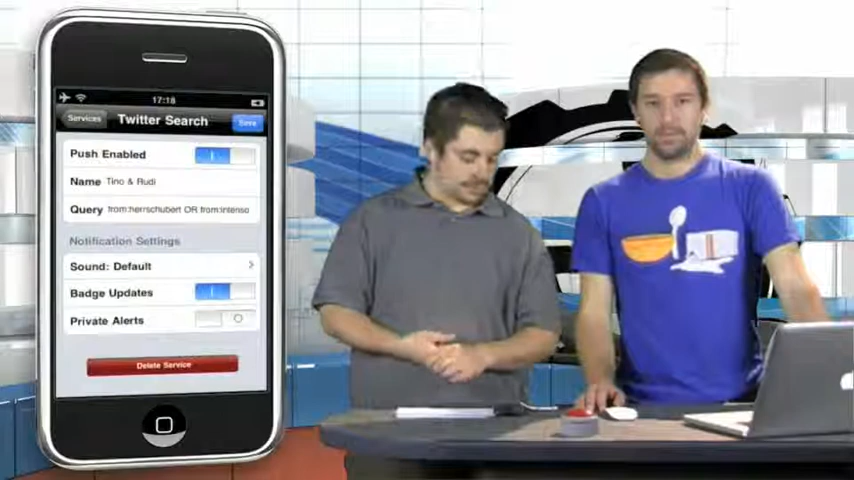 17:18
Services
Twitter Search
Save
Push Enabled
Name Tino & Rudi
Query from:herrschubert OR from:intenso
Notification Settings
Sound: Default
Badge Updates
Private Alerts
Delete Service